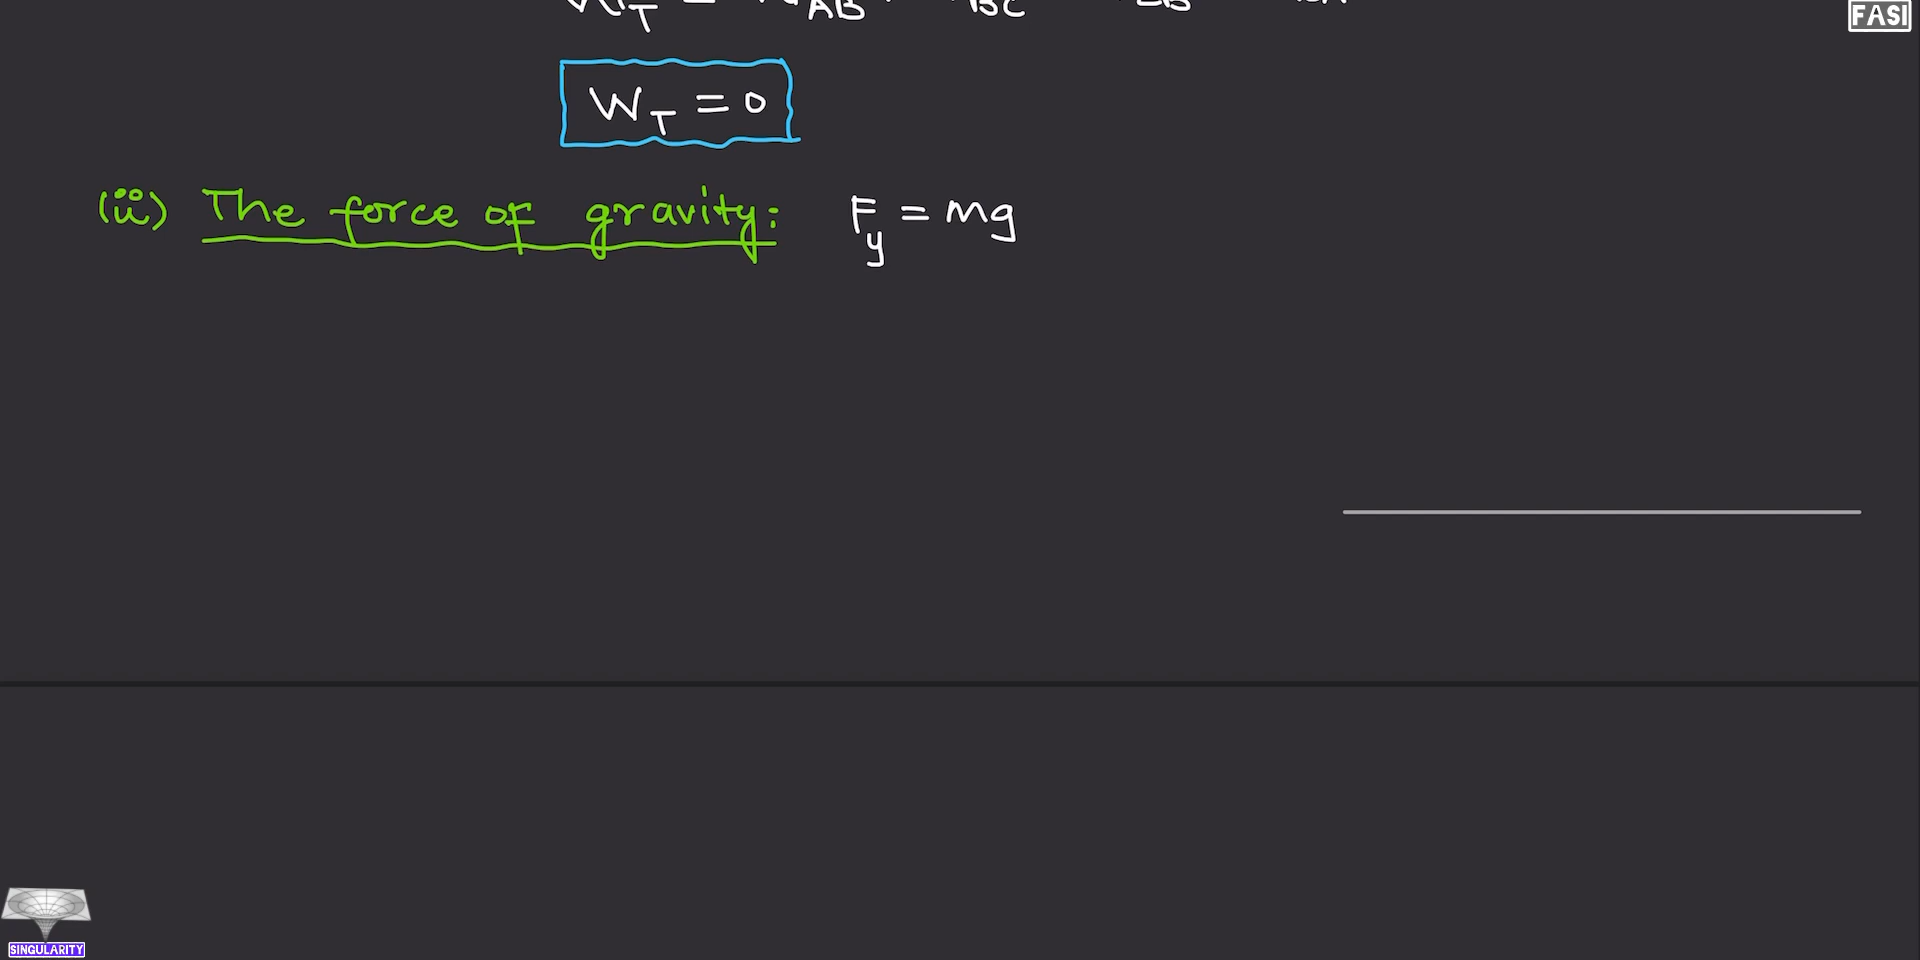 FASI
W_T = 0
(ii) The force of gravity: F_y = mg
SINGULARITY